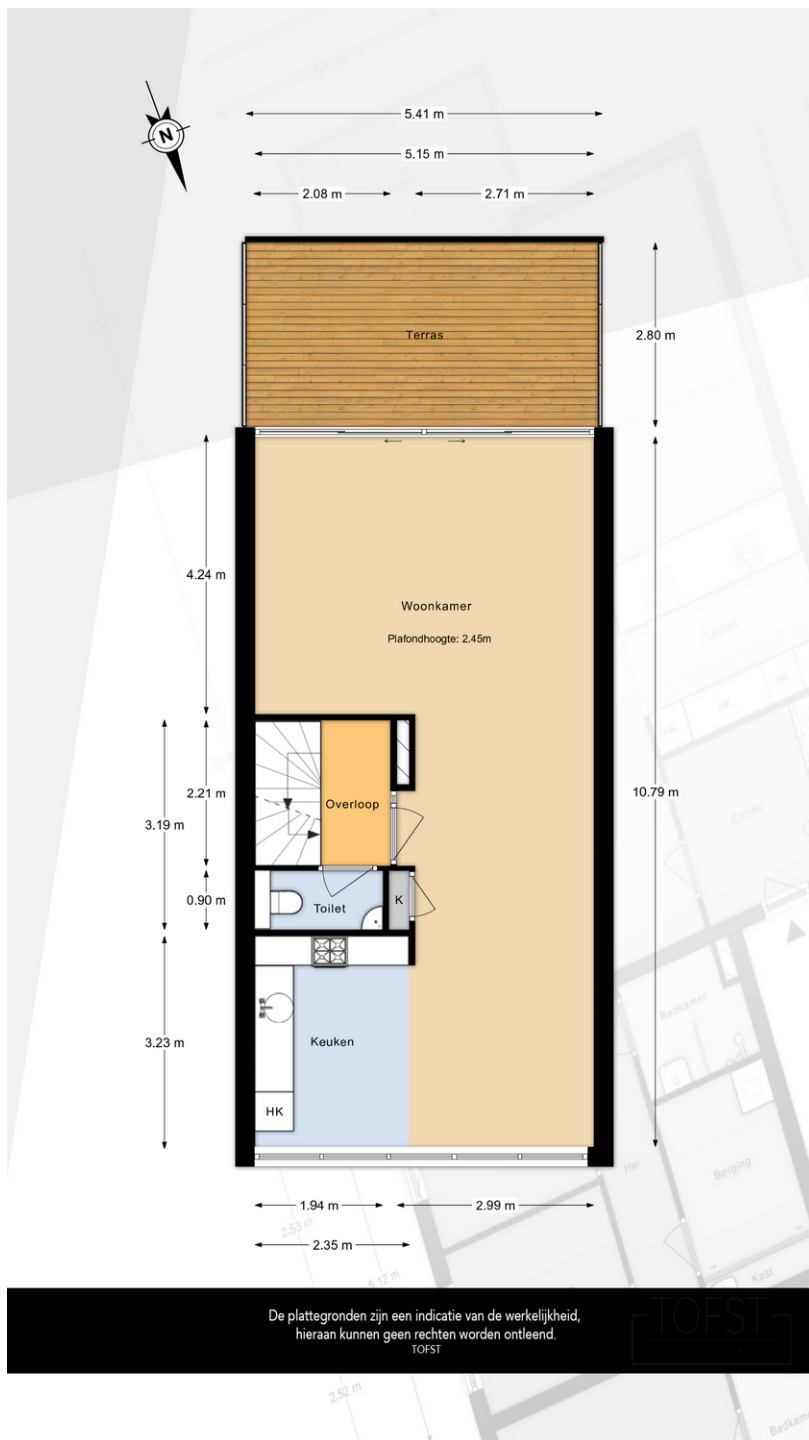 N
5.41 m
5.15 m
2.08 m
2.71 m
Terras
2.80 m
4.24 m
Woonkamer
Plafondhoogte: 2.45m
Keuken
HK
HK
HK
2.21 m
Overloop
10.79 m
3.19 m
Entree
0.90 m
Toilet
K
Badkamer
3.23 m
Keuken
HK
Hal
Berging
1.94 m
2.99 m
2.53 m
2.35 m
5.12 m
Kast
De plattegronden zijn een indicatie van de werkelijkheid,
hieraan kunnen geen rechten worden ontleend.
TOFST
TOFST
2.52 m
Badkame